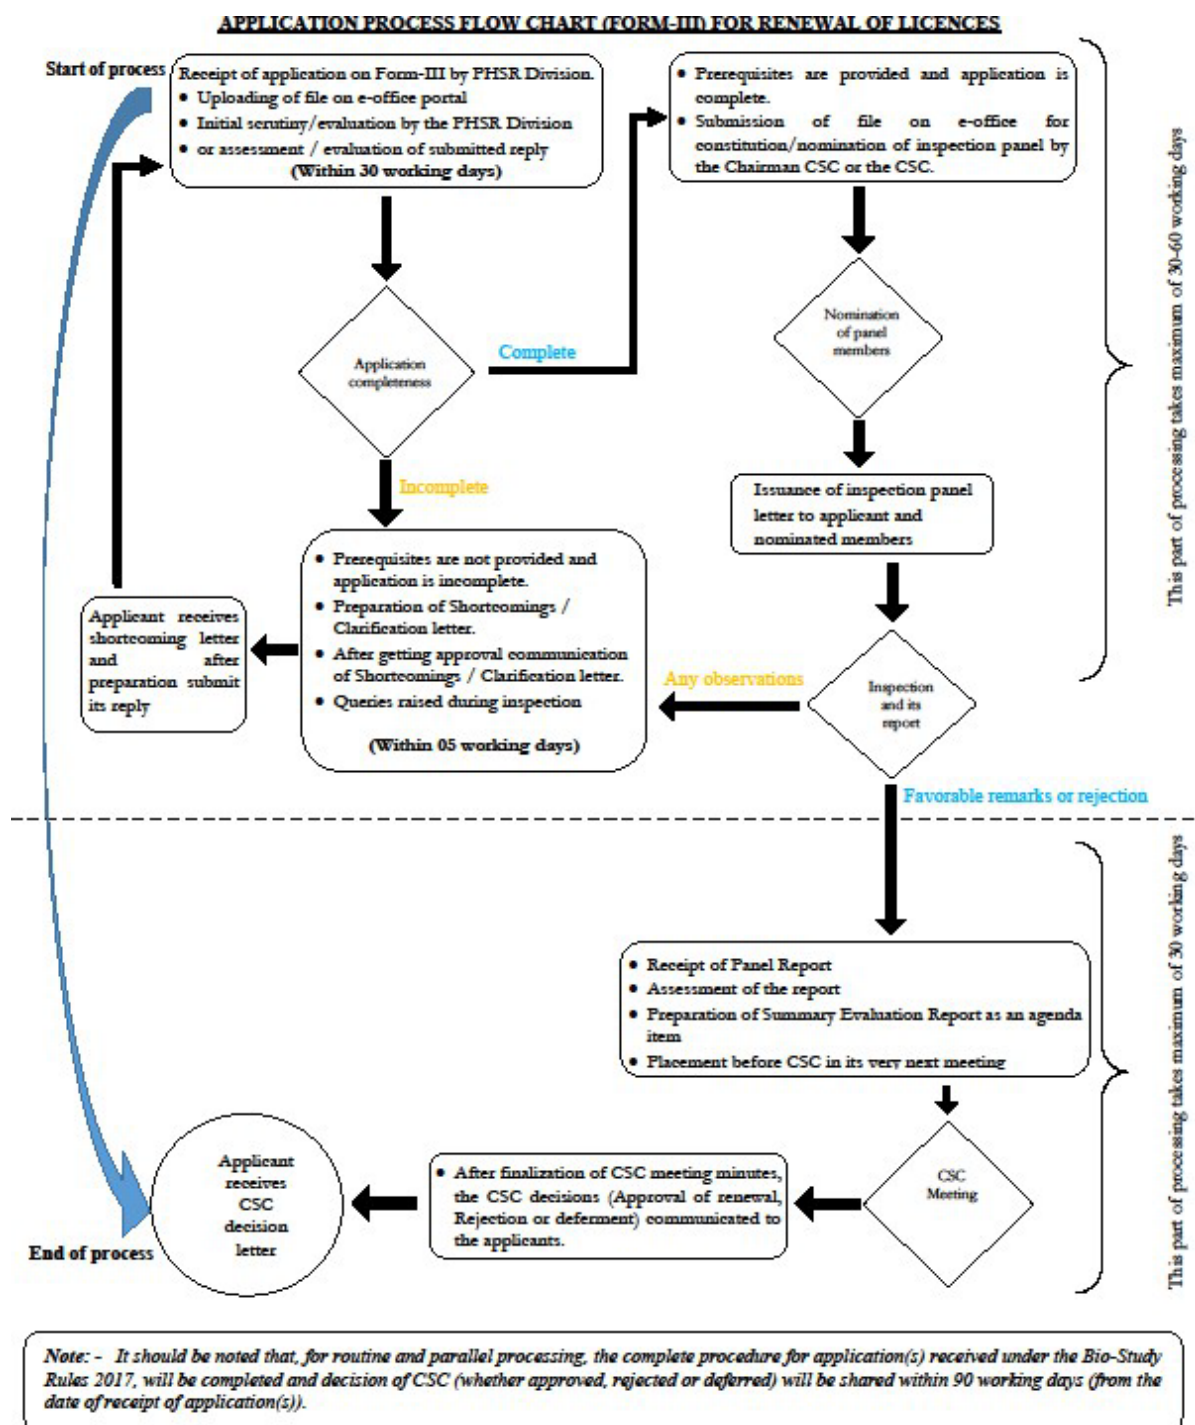 APPLICATION PROCESS FLOW CHART (FORM-III) FOR RENEWAL OF LICENCES
Start of process
Receipt of application on Form-III by PHSR Division.
• Uploading of file on e-office portal
• Initial scrutiny/evaluation by the PHSR Division
• or assessment / evaluation of submitted reply
(Within 30 working days)
• Prerequisites are provided and application is
complete.
• Submission of file on e-office for
constitution/nomination of inspection panel by
the Chairman CSC or the CSC.
This part of processing takes maximum of 30-60 working days
Application
completeness
Complete
Nomination
of panel
members
Incomplete
Issuance of inspection panel
letter to applicant and
nominated members
• Prerequisites are not provided and
application is incomplete.
• Preparation of Shortcomings /
Clarification letter.
• After getting approval communication
of Shortcomings / Clarification letter.
• Queries raised during inspection
(Within 05 working days)
Applicant receives
shortcoming letter
and after
preparation submit
its reply
Any observations
Inspection
and its
report
Favorable remarks or rejection
• Receipt of Panel Report
• Assessment of the report
• Preparation of Summary Evaluation Report as an agenda
item
• Placement before CSC in its very next meeting
This part of processing takes maximum of 30 working days
CSC
Meeting
• After finalization of CSC meeting minutes,
the CSC decisions (Approval of renewal,
Rejection or deferment) communicated to
the applicants.
Applicant
receives
CSC
decision
letter
End of process
Note: - It should be noted that, for routine and parallel processing, the complete procedure for application(s) received under the Bio-Study
Rules 2017, will be completed and decision of CSC (whether approved, rejected or deferred) will be shared within 90 working days (from the
date of receipt of application(s)).